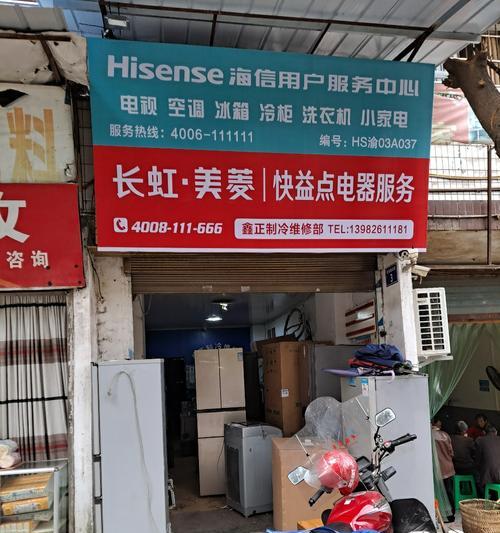 Hisense 海信用户服务中心
电视 空调 冰箱 冷柜 洗衣机 小家电
服务热线：4006-111111 编号：HS渝03A037
长虹·美菱 | 快益点电器服务
4008-111-666 鑫正制冷维修部 TEL:13982611181
料
咨询